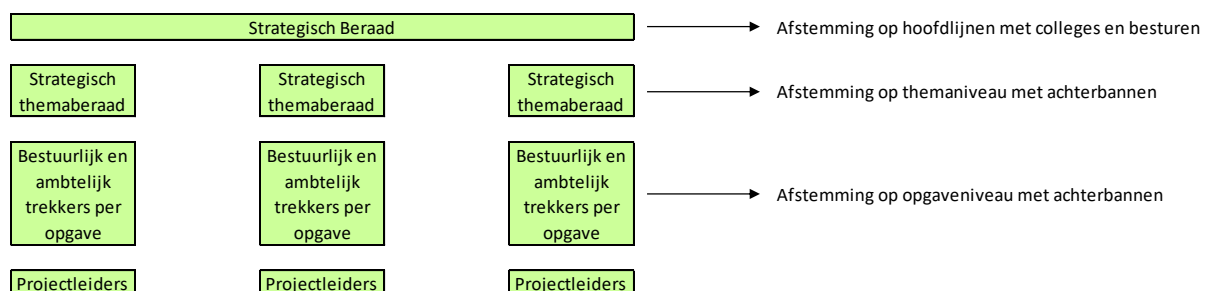 Strategisch Beraad
Afstemming op hoofdlijnen met colleges en besturen
Strategisch
themaberaad
Strategisch
themaberaad
Strategisch
themaberaad
Afstemming op themaniveau met achterbannen
Bestuurlijk en
ambtelijk
trekkers per
opgave
Bestuurlijk en
ambtelijk
trekkers per
opgave
Bestuurlijk en
ambtelijk
trekkers per
opgave
Afstemming op opgaveniveau met achterbannen
Projectleiders
Projectleiders
Projectleiders